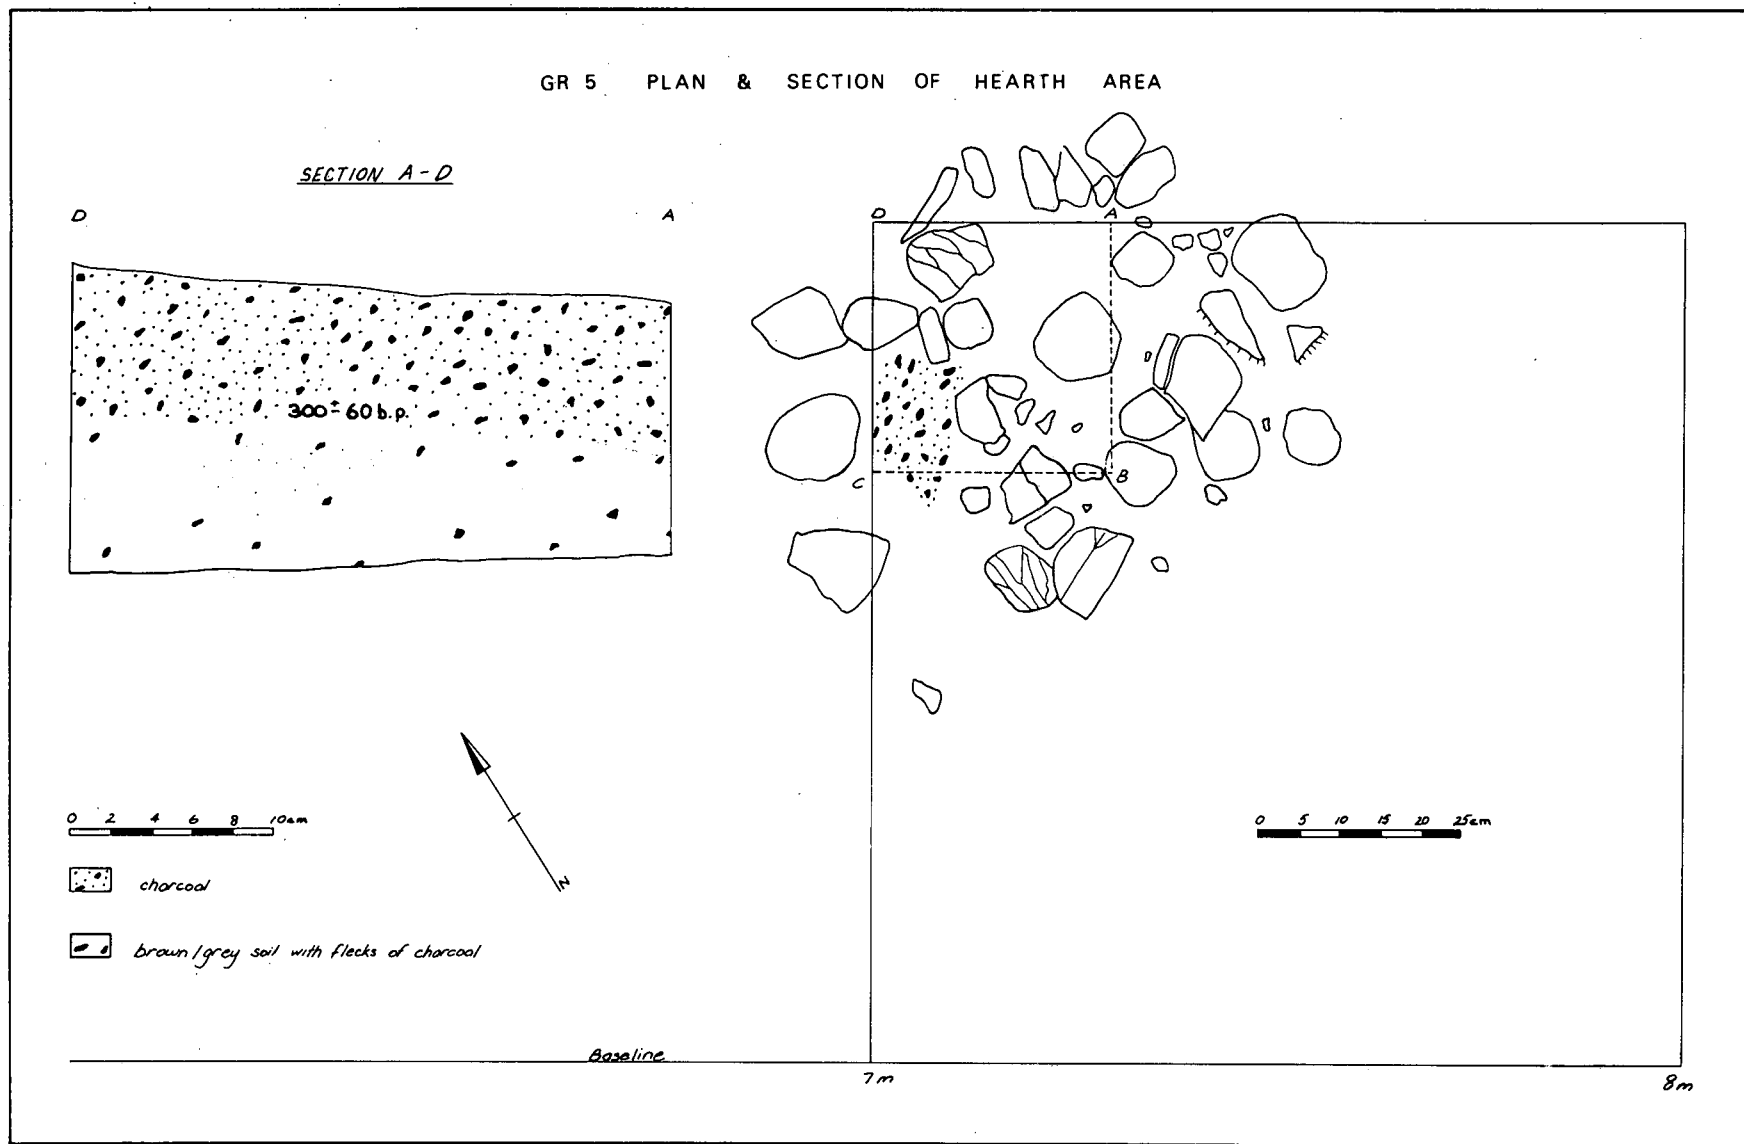 GR 5 PLAN & SECTION OF HEARTH AREA
SECTION A-D
D A
300 ± 60 b.p.
0 2 4 6 8 10cm
charcoal
brown/grey soil with flecks of charcoal
N
D A
C B
0 5 10 15 20 25cm
Baseline
7m 8m